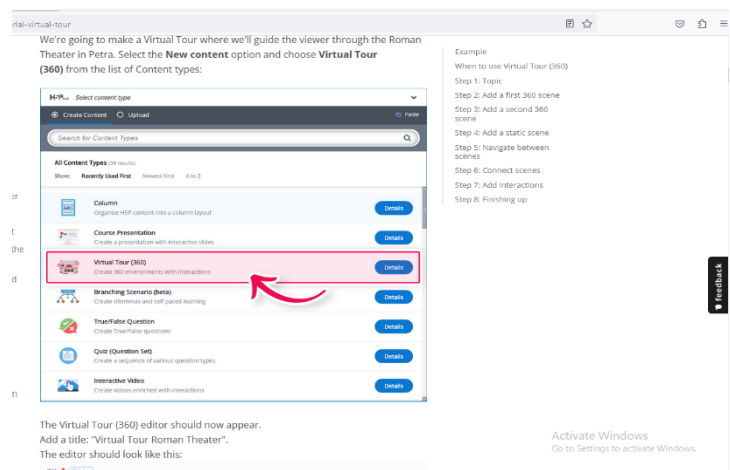 rial-virtual-tour
We're going to make a Virtual Tour where we'll guide the viewer through the Roman
Theater in Petra. Select the New content option and choose Virtual Tour
(360) from the list of Content types:
H5P Select content type
Create Content Upload Paste
Search for Content Types
All Content Types (39 results)
Show: Recently Used First Newest First A to Z
Column
Organize H5P content into a column layout
Details
Course Presentation
Create a presentation with interactive slides
Details
Virtual Tour (360)
Create 360 environments with interactions
Details
Branching Scenario (beta)
Create dilemmas and self paced learning
Details
True/False Question
Create True/False questions
Details
Quiz (Question Set)
Create a sequence of various question types
Details
Interactive Video
Create videos enriched with interactions
Details
The Virtual Tour (360) editor should now appear.
Add a title: "Virtual Tour Roman Theater".
The editor should look like this:
er
t
the
d
m
Example
When to use Virtual Tour (360)
Step 1: Topic
Step 2: Add a first 360 scene
Step 3: Add a second 360
scene
Step 4: Add a static scene
Step 5: Navigate between
scenes
Step 6: Connect scenes
Step 7: Add Interactions
Step 8: Finishing up
feedback
Activate Windows
Go to Settings to activate Windows.